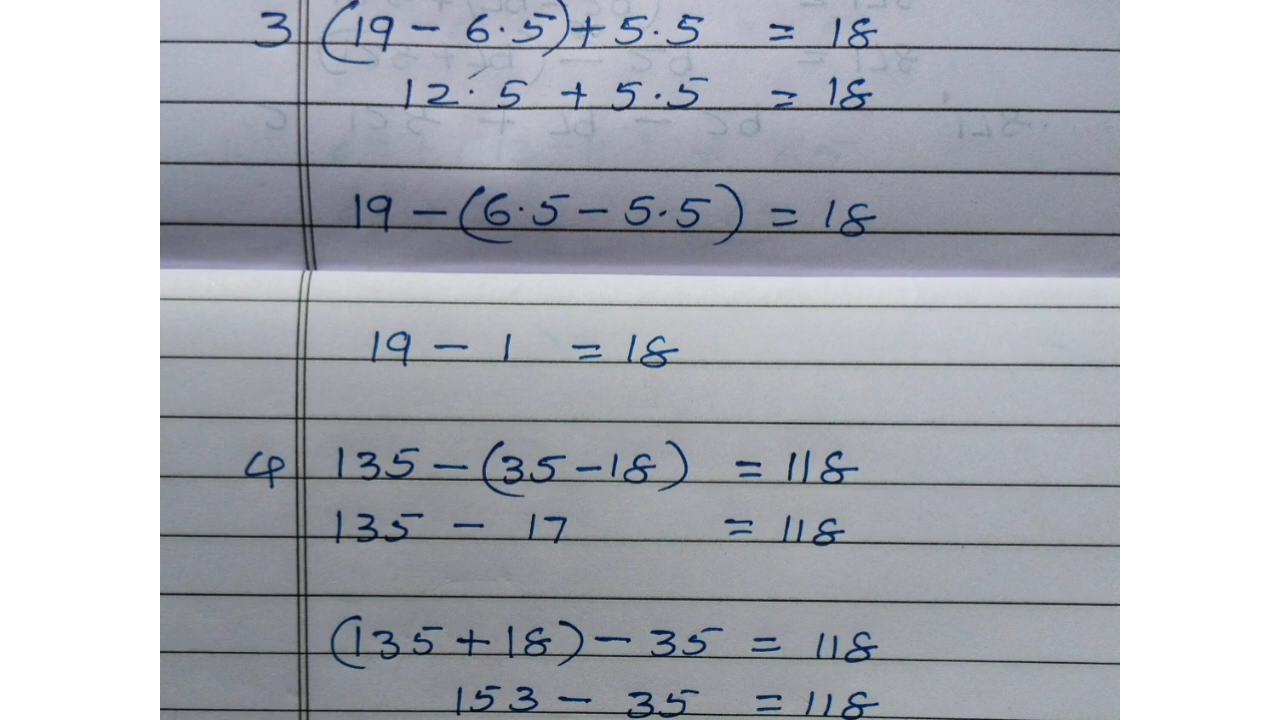 3 (19 - 6.5) + 5.5 = 18
12.5 + 5.5 = 18
19 - (6.5 - 5.5) = 18
19 - 1 = 18
4 135 - (35 - 18) = 118
135 - 17 = 118
(135 + 18) - 35 = 118
153 - 35 = 118